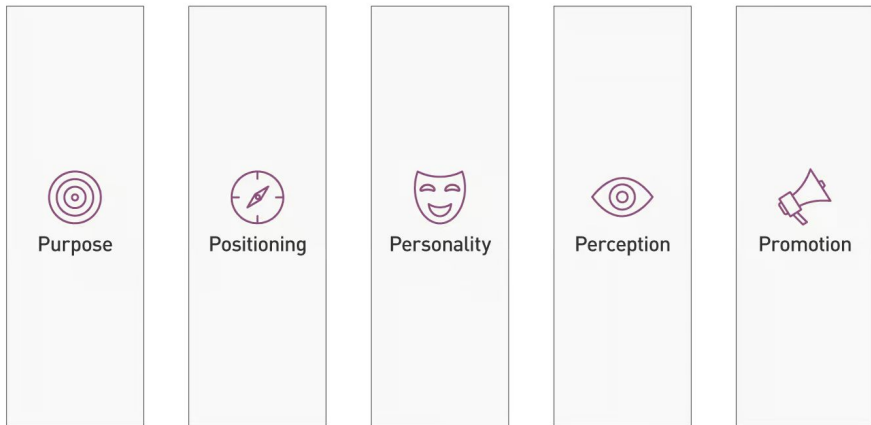 Purpose
Positioning
Personality
Perception
Promotion